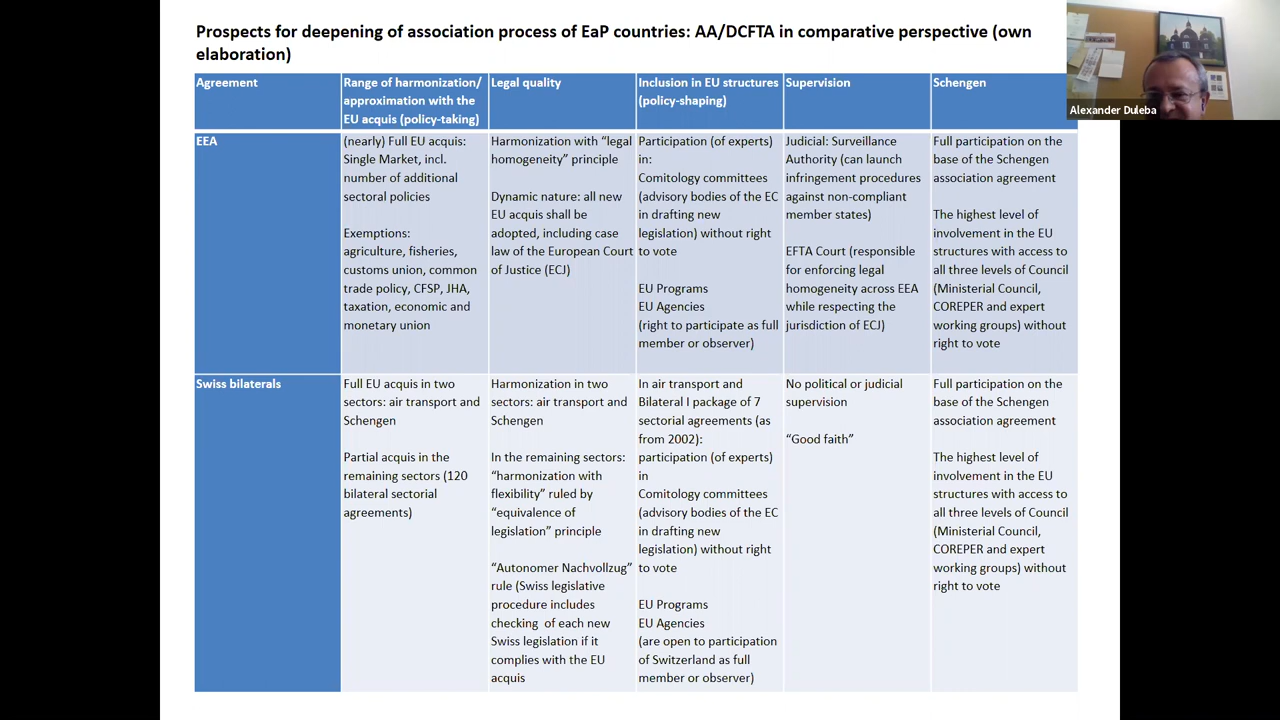 Prospects for deepening of association process of EaP countries: AA/DCFTA in comparative perspective (own
elaboration)
Alexander Duleba
Agreement
Range of harmonization/
approximation with the
EU acquis (policy-taking)
Legal quality
Inclusion in EU structures
(policy-shaping)
Supervision
Schengen
EEA
(nearly) Full EU acquis:
Single Market, incl.
number of additional
sectoral policies
Exemptions:
agriculture, fisheries,
customs union, common
trade policy, CFSP, JHA,
taxation, economic and
monetary union
Harmonization with “legal
homogeneity” principle
Dynamic nature: all new
EU acquis shall be
adopted, including case
law of the European Court
of Justice (ECJ)
Participation (of experts)
in:
Comitology committees
(advisory bodies of the EC
in drafting new
legislation) without right
to vote
EU Programs
EU Agencies
(right to participate as full
member or observer)
Judicial: Surveillance
Authority (can launch
infringement procedures
against non-compliant
member states)
EFTA Court (responsible
for enforcing legal
homogeneity across EEA
while respecting the
jurisdiction of ECJ)
Full participation on the
base of the Schengen
association agreement
The highest level of
involvement in the EU
structures with access to
all three levels of Council
(Ministerial Council,
COREPER and expert
working groups) without
right to vote
Swiss bilaterals
Full EU acquis in two
sectors: air transport and
Schengen
Partial acquis in the
remaining sectors (120
bilateral sectorial
agreements)
Harmonization in two
sectors: air transport and
Schengen
In the remaining sectors:
“harmonization with
flexibility” ruled by
“equivalence of
legislation” principle
“Autonomer Nachvollzug”
rule (Swiss legislative
procedure includes
checking of each new
Swiss legislation if it
complies with the EU
acquis
In air transport and
Bilateral I package of 7
sectorial agreements (as
from 2002):
participation (of experts)
in
Comitology committees
(advisory bodies of the EC
in drafting new
legislation) without right
to vote
EU Programs
EU Agencies
(are open to participation
of Switzerland as full
member or observer)
No political or judicial
supervision
“Good faith”
Full participation on the
base of the Schengen
association agreement
The highest level of
involvement in the EU
structures with access to
all three levels of Council
(Ministerial Council,
COREPER and expert
working groups) without
right to vote